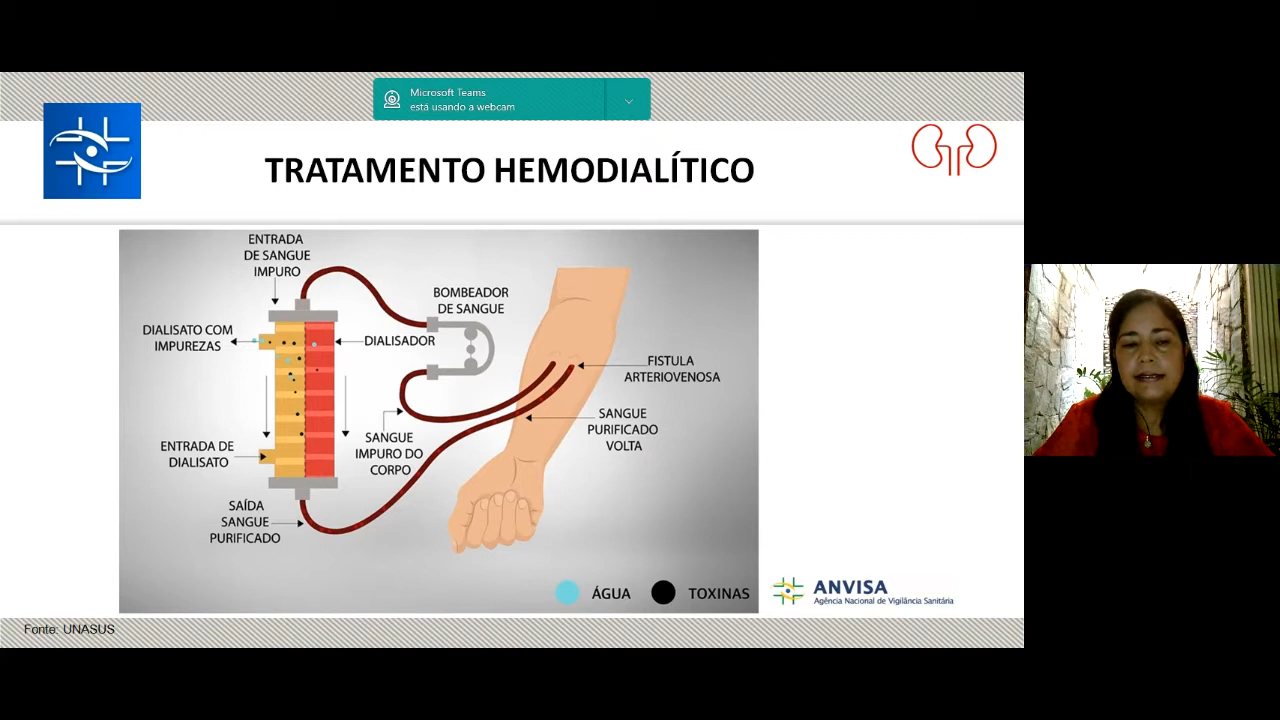 Microsoft Teams
está usando a webcam
TRATAMENTO HEMODIALÍTICO
ENTRADA
DE SANGUE
IMPURO
BOMBEADOR
DE SANGUE
DIALISATO COM
IMPUREZAS
DIALISADOR
FISTULA
ARTERIOVENOSA
SANGUE
PURIFICADO
VOLTA
SANGUE
IMPURO DO
CORPO
ENTRADA DE
DIALISATO
SAÍDA
SANGUE
PURIFICADO
ÁGUA
TOXINAS
ANVISA
Agência Nacional de Vigilância Sanitária
Fonte: UNASUS